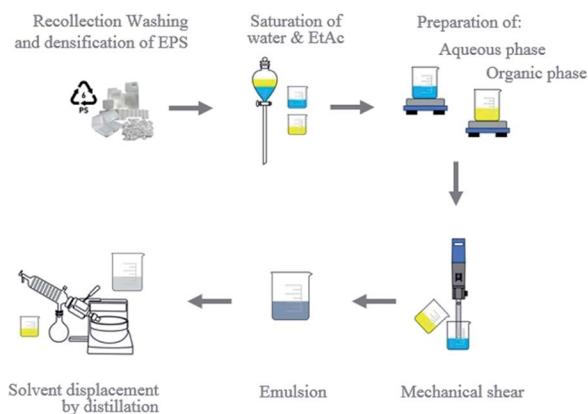 Recollection Washing
and densification of EPS
Saturation of
water & EtAc
Preparation of:
Aqueous phase
Organic phase
6
PS
Solvent displacement
by distillation
Emulsion
Mechanical shear